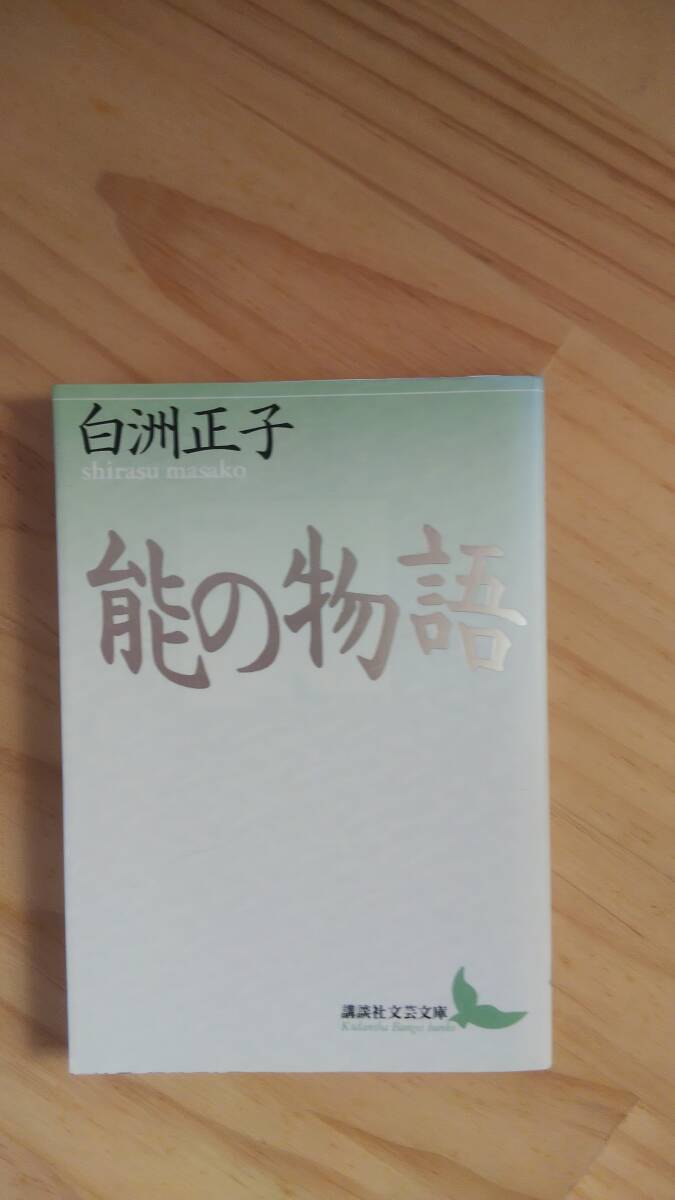 白洲正子
shirasu masako
能の物語
講談社文芸文庫
Kodansha Bungei bunko